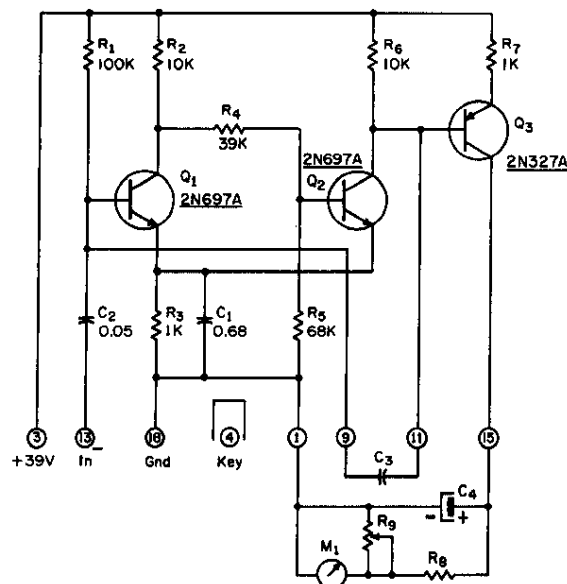 R1
100K
R2
10K
R6
10K
R7
1K
R4
39K
Q3
2N327A
2N697A
Q1
2N697A
Q2
C2
0.05
R3
1K
C1
0.68
R5
68K
3
13
18
4
1
9
11
15
+39V
In -
Gnd
Key
C3
C4
- +
R9
M1
R8